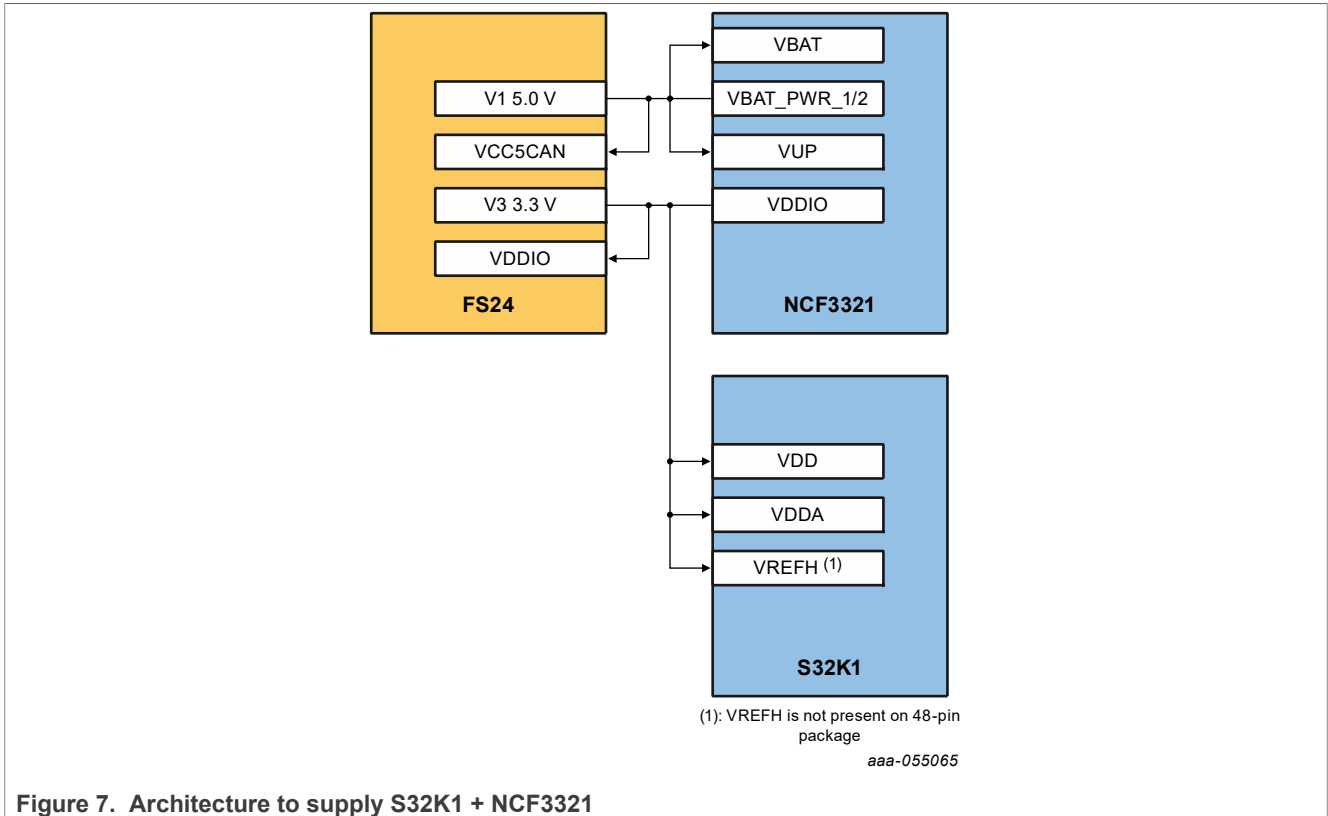 V1 5.0 V
VCC5CAN
V3 3.3 V
VDDIO
FS24
VBAT
VBAT_PWR_1/2
VUP
VDDIO
NCF3321
VDD
VDDA
VREFH (1)
S32K1
(1): VREFH is not present on 48-pin
package
aaa-055065
Figure 7. Architecture to supply S32K1 + NCF3321